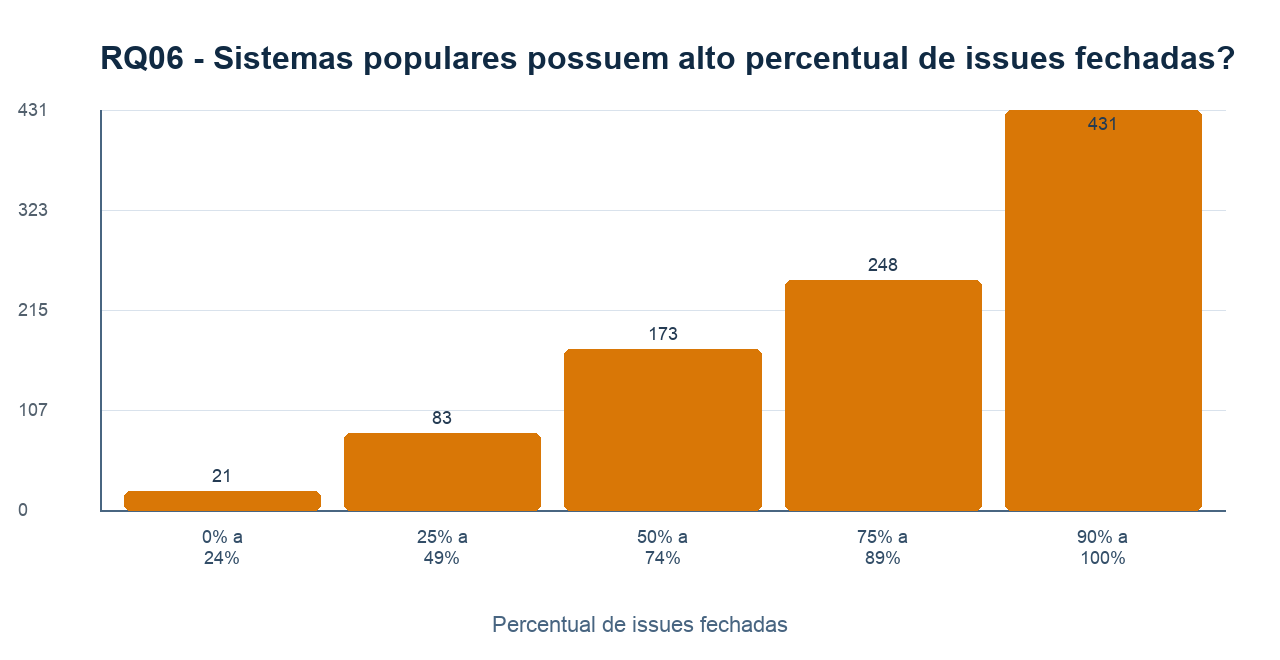 RQ06 - Sistemas populares possuem alto percentual de issues fechadas?
431
323
215
107
0
21
83
173
248
431
0% a
24%
25% a
49%
50% a
74%
75% a
89%
90% a
100%
Percentual de issues fechadas